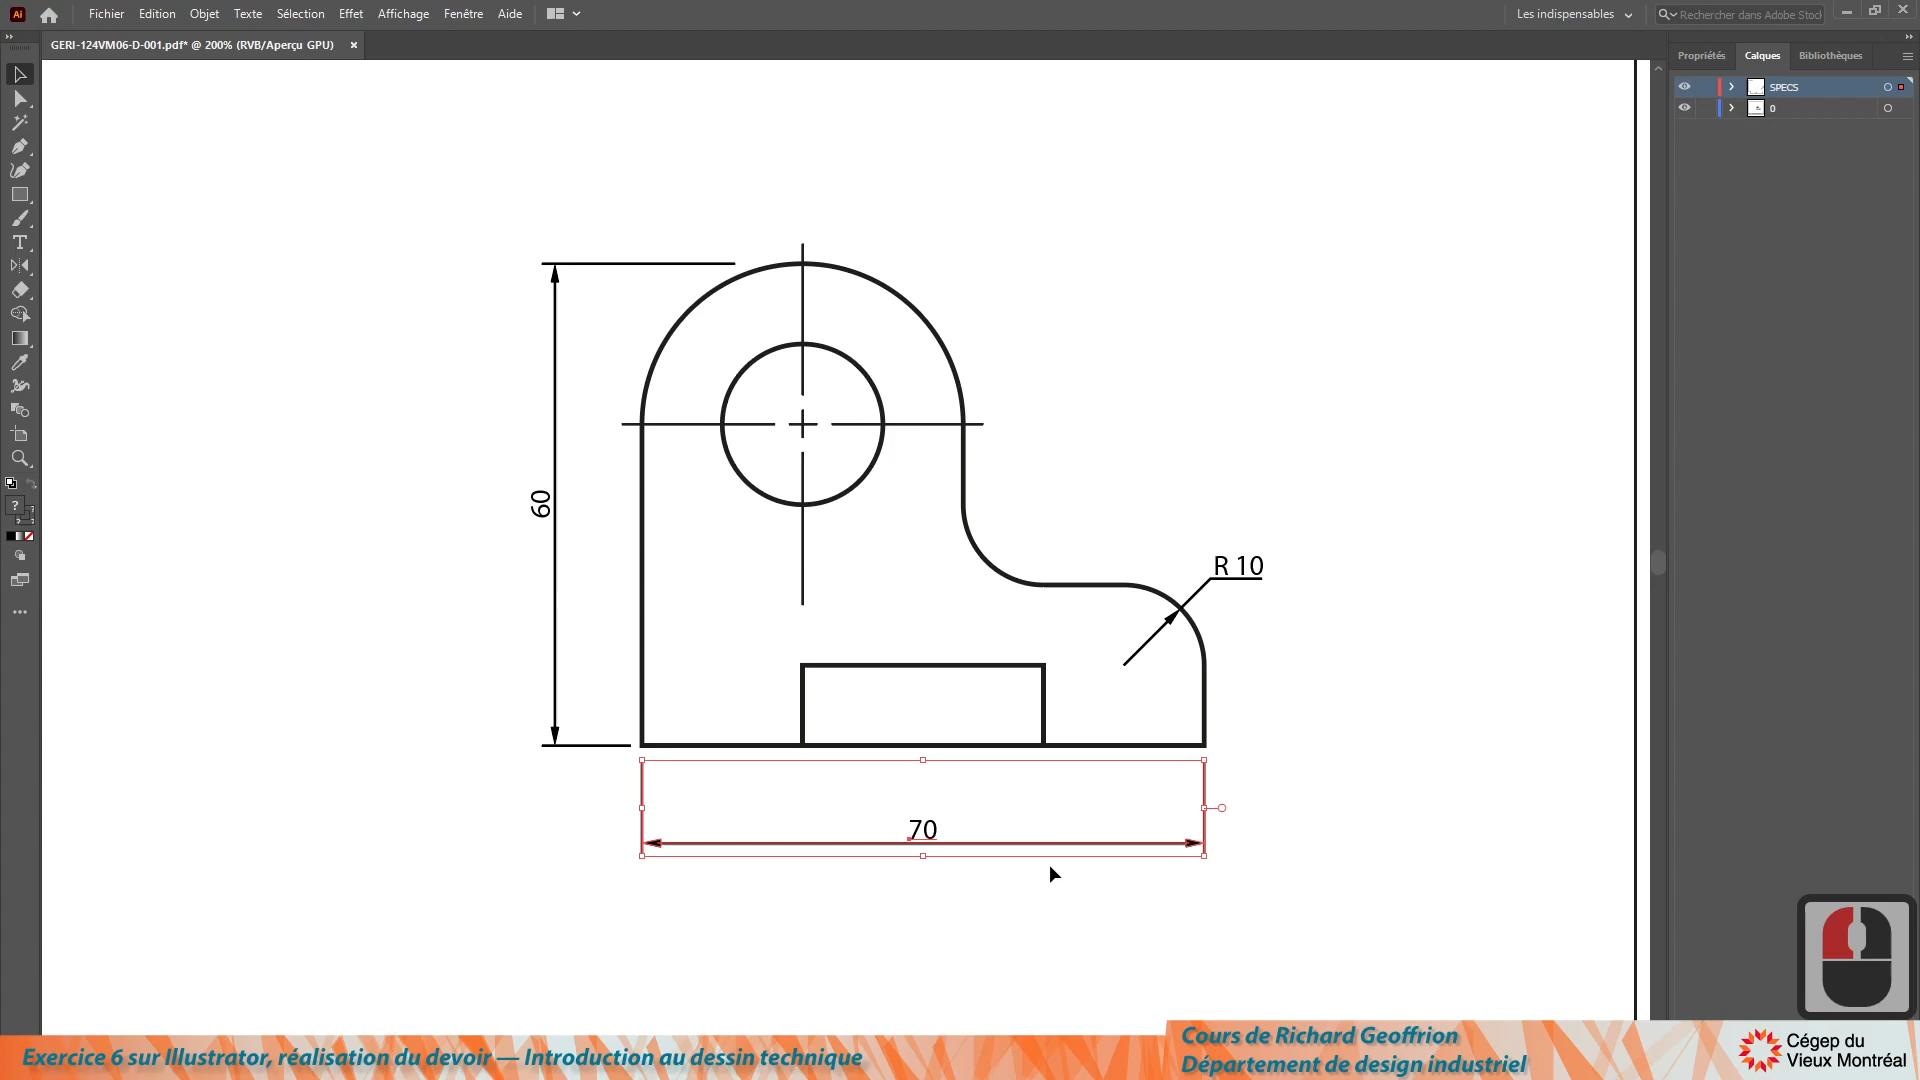 Ai
Fichier Edition Objet Texte Sélection Effet Affichage Fenêtre Aide
Les indispensables
Rechercher dans Adobe Stock
GERI-124VM06-D-001.pdf* @ 200% (RVB/Aperçu GPU) ×
Propriétés Calques Bibliothèques
SPECS
0
60
R 10
70
Exercice 6 sur Illustrator, réalisation du devoir — Introduction au dessin technique
Cours de Richard Geoffrion
Département de design industriel
Cégep du
Vieux Montréal